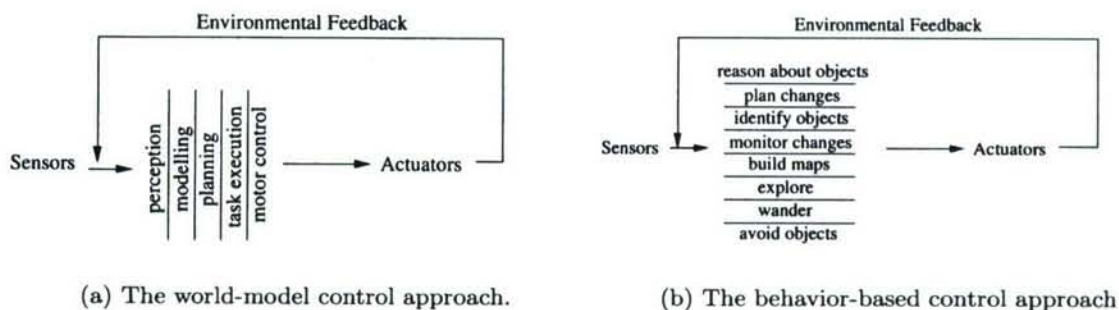 Environmental Feedback
Sensors
perception
modelling
planning
task execution
motor control
Actuators
(a) The world-model control approach.
Environmental Feedback
Sensors
reason about objects
plan changes
identify objects
monitor changes
build maps
explore
wander
avoid objects
Actuators
(b) The behavior-based control approach